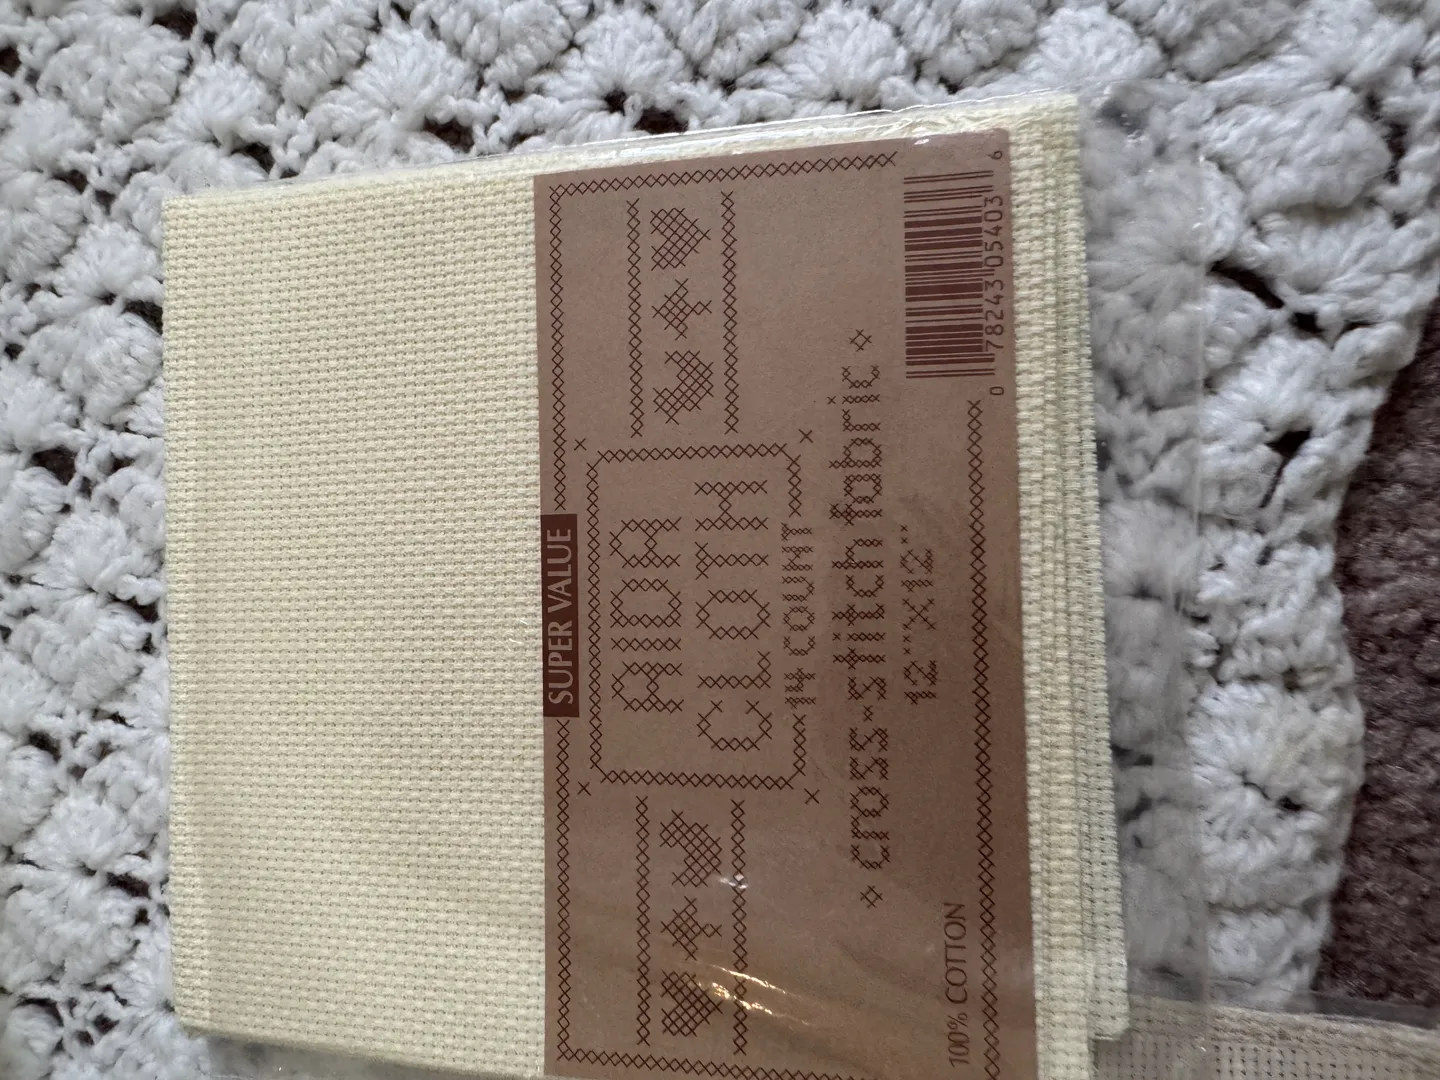 SUPER VALUE
AIDA
CLOTH
14 COUNT
cross-stitch fabric
12"X12"
100% COTTON
0 78243 05403 6